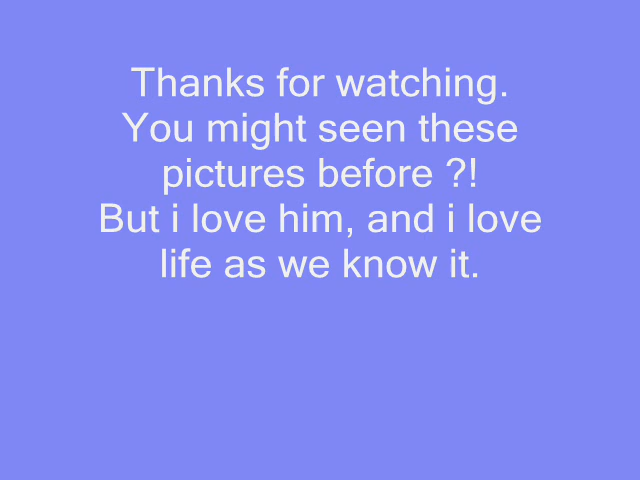 Thanks for watching.
You might seen these
pictures before ?!
But i love him, and i love
life as we know it.